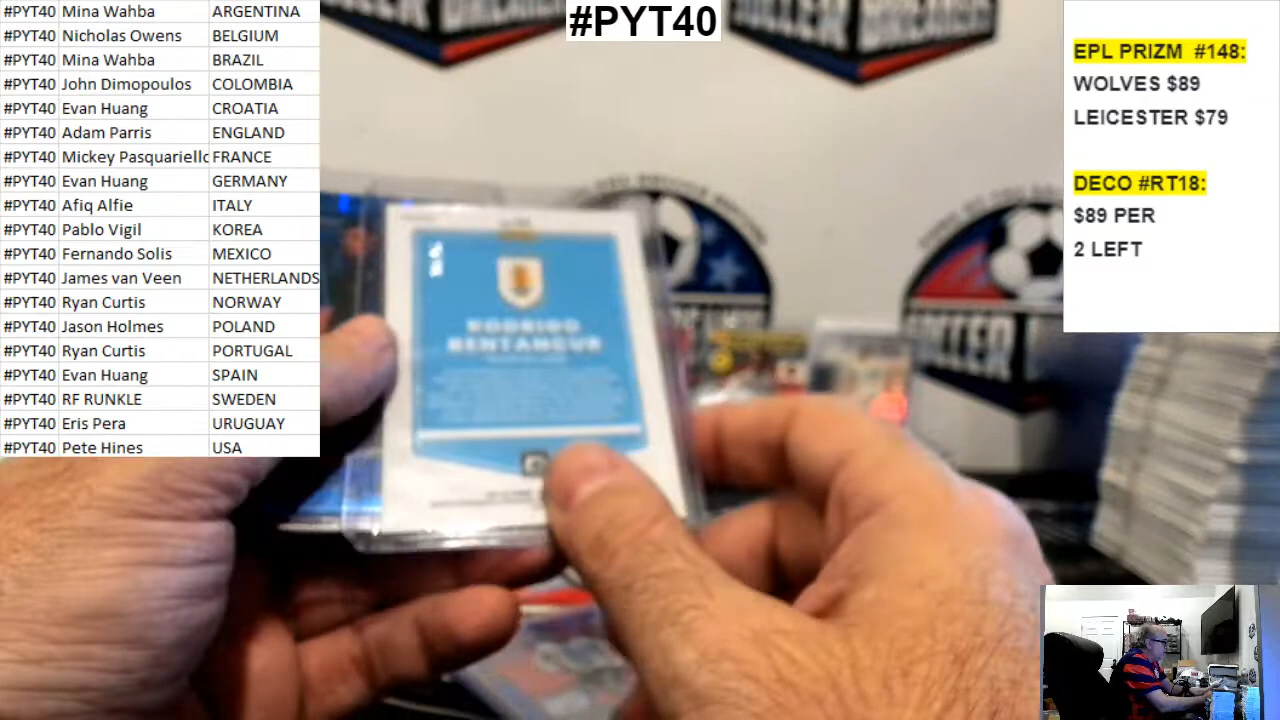 #PYT40 Mina Wahba ARGENTINA
#PYT40 Nicholas Owens BELGIUM
#PYT40 Mina Wahba BRAZIL
#PYT40 John Dimopoulos COLOMBIA
#PYT40 Evan Huang CROATIA
#PYT40 Adam Parris ENGLAND
#PYT40 Mickey Pasquariello FRANCE
#PYT40 Evan Huang GERMANY
#PYT40 Afiq Alfie ITALY
#PYT40 Pablo Vigil KOREA
#PYT40 Fernando Solis MEXICO
#PYT40 James van Veen NETHERLANDS
#PYT40 Ryan Curtis NORWAY
#PYT40 Jason Holmes POLAND
#PYT40 Ryan Curtis PORTUGAL
#PYT40 Evan Huang SPAIN
#PYT40 RF RUNKLE SWEDEN
#PYT40 Eris Pera URUGUAY
#PYT40 Pete Hines USA
#PYT40
EPL PRIZM #148:
WOLVES $89
LEICESTER $79
DECO #RT18:
$89 PER
2 LEFT
RODRIGO
BENTANCUR
SOCCER